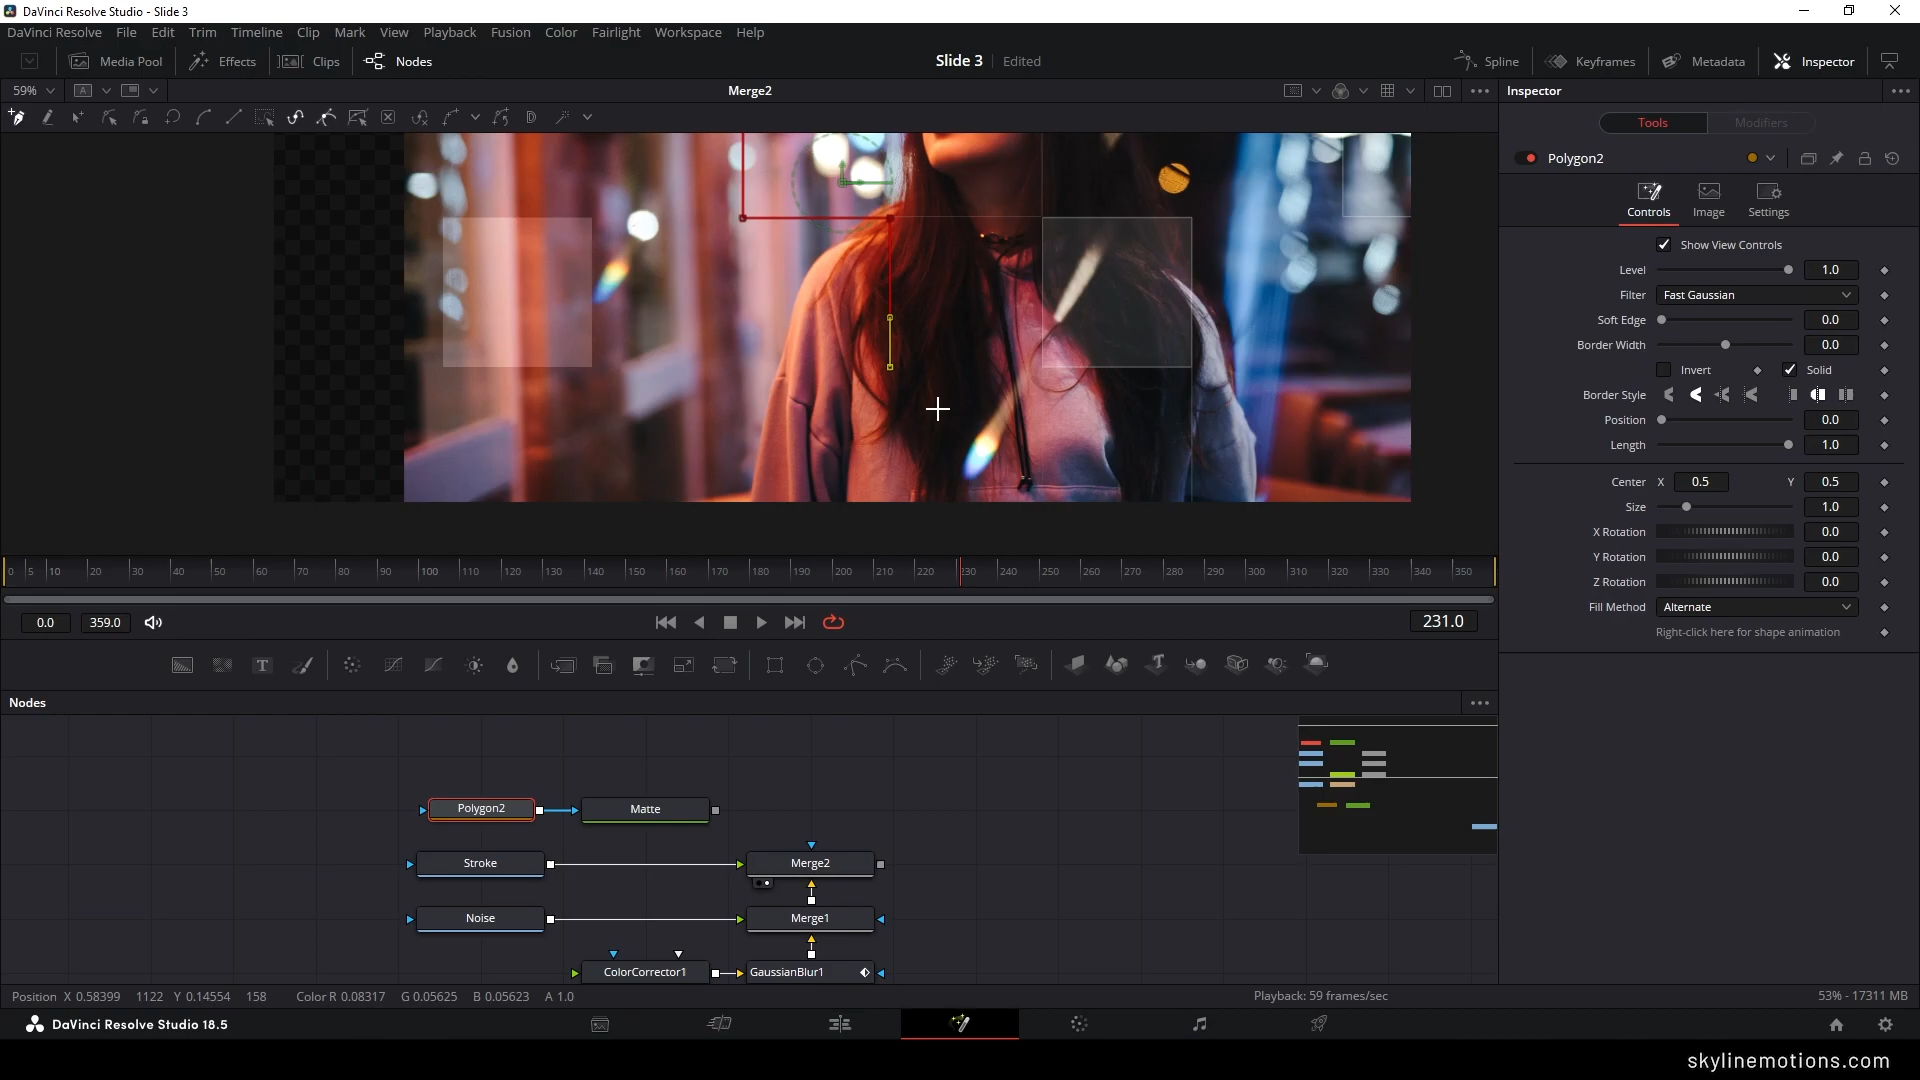 DaVinci Resolve Studio - Slide 3
DaVinci Resolve File Edit Trim Timeline Clip Mark View Playback Fusion Color Fairlight Workspace Help
Media Pool Effects Clips Nodes Slide 3 Edited Spline Keyframes Metadata Inspector
59% A Merge2 Inspector
Tools Modifiers
Polygon2
Controls Image Settings
Show View Controls
Level 1.0
Filter Fast Gaussian
Soft Edge 0.0
Border Width 0.0
Invert Solid
Border Style
Position 0.0
Length 1.0
Center X 0.5 Y 0.5
Size 1.0
X Rotation 0.0
Y Rotation 0.0
Z Rotation 0.0
Fill Method Alternate
Right-click here for shape animation
0 5 10 20 30 40 50 60 70 80 90 100 110 120 130 140 150 160 170 180 190 200 210 220 230 240 250 260 270 280 290 300 310 320 330 340 350
0.0 359.0 231.0
T T
Nodes
Polygon2 Matte
Stroke Merge2
Noise Merge1
ColorCorrector1 GaussianBlur1
Position X 0.58399 1122 Y 0.14554 158 Color R 0.08317 G 0.05625 B 0.05623 A 1.0 Playback: 59 frames/sec 53% - 17311 MB
DaVinci Resolve Studio 18.5
skylinemotions.com